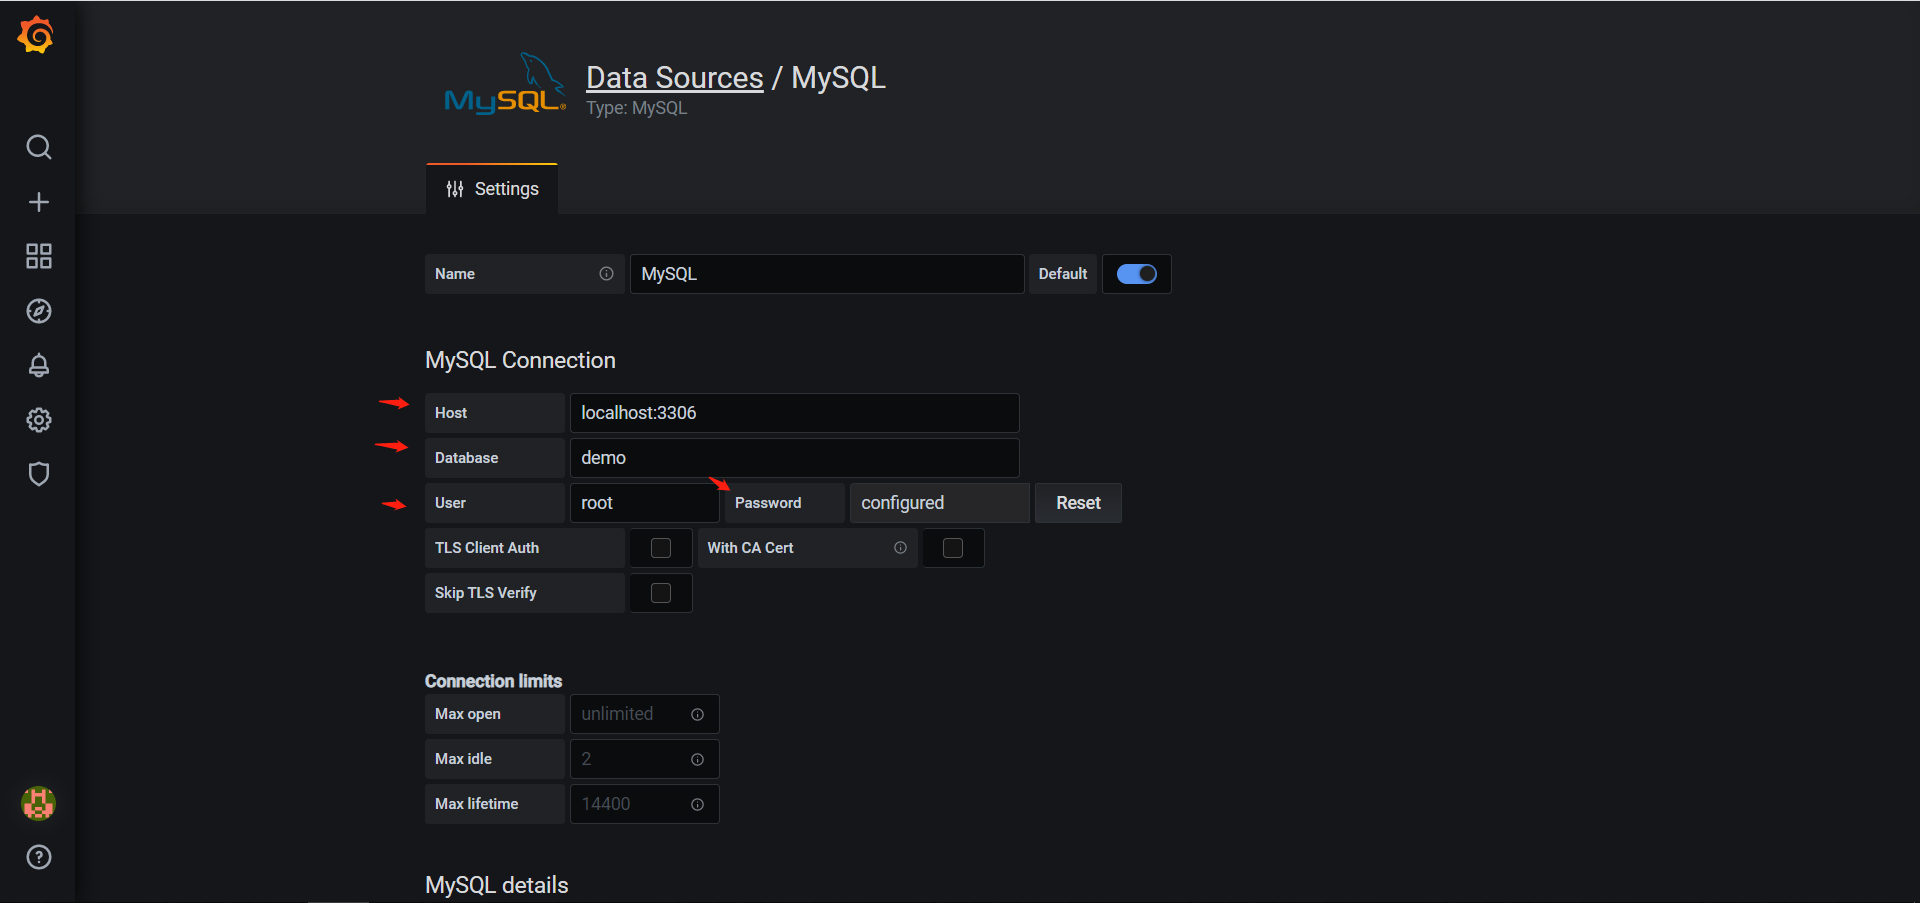 MySQL®
Data Sources / MySQL
Type: MySQL
Settings
Name MySQL Default
MySQL Connection
Host localhost:3306
Database demo
User root Password configured Reset
TLS Client Auth With CA Cert
Skip TLS Verify
Connection limits
Max open unlimited
Max idle 2
Max lifetime 14400
MySQL details